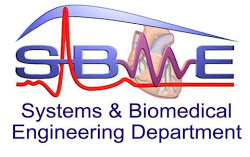 SBME
Systems & Biomedical
Engineering Department